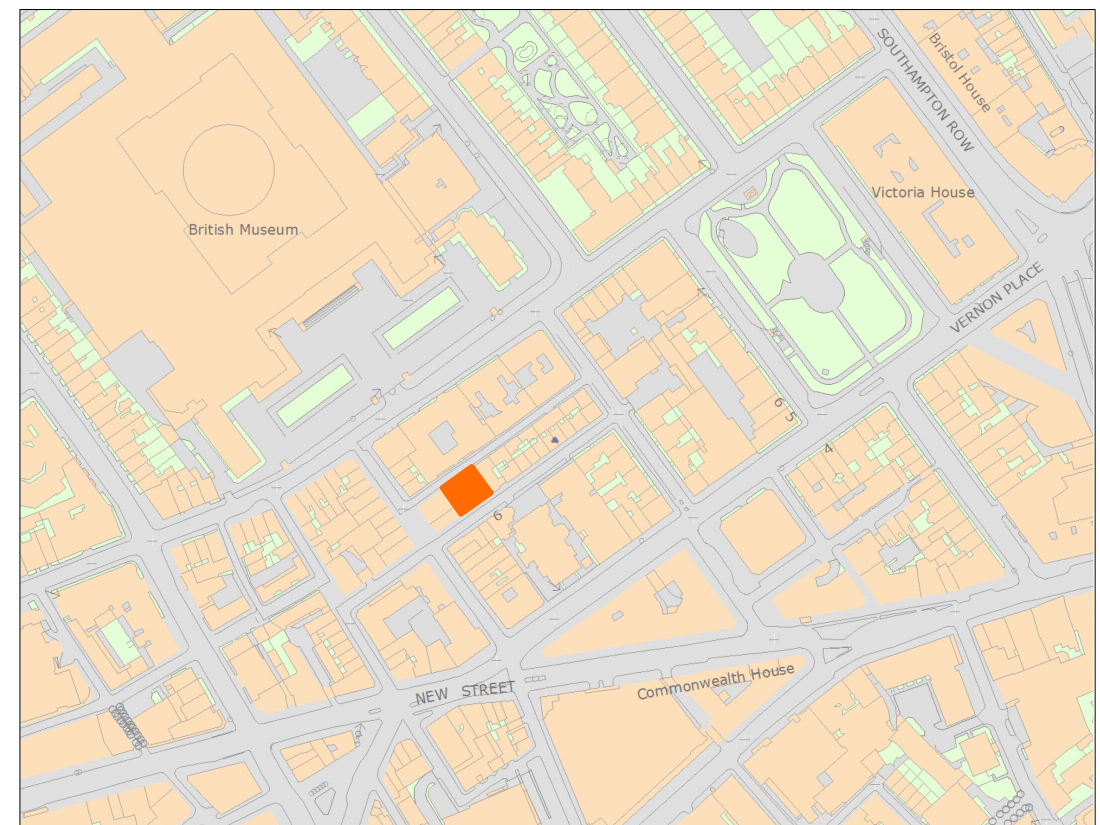 SOUTHAMPTON ROW
Bristol House
Victoria House
British Museum
VERNON PLACE
6 5
4
6
NEW STREET
Commonwealth House